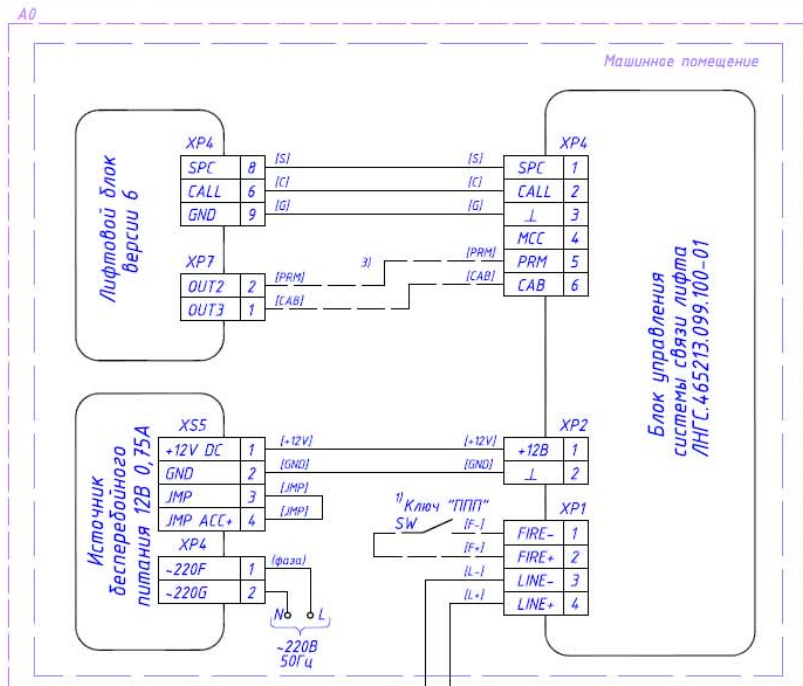 A0
Машинное помещение
Лифтовой блок
версии 6
XP4
SPC 8 [S]
CALL 6 [C]
GND 9 [G]
XP7
OUT2 2 [PRM]
OUT3 1 [CAB]
3)
XP4
[S] SPC 1
[C] CALL 2
[G] ⊥ 3
MCC 4
[PRM] PRM 5
[CAB] CAB 6
Блок управления
системы связи лифта
ЛНГС.465213.099.100-01
Источник
бесперебойного
питания 12В 0,75А
XS5
+12V DC 1 [+12V]
GND 2 [GND]
JMP 3 [JMP]
JMP ACC+ 4 [JMP]
XP4
~220F 1 (фаза)
~220G 2
N L
~220В
50Гц
XP2
[+12V] +12В 1
[GND] ⊥ 2
1) Ключ "ППП"
SW
XP1
[F-] FIRE- 1
[F+] FIRE+ 2
[L-] LINE- 3
[L+] LINE+ 4